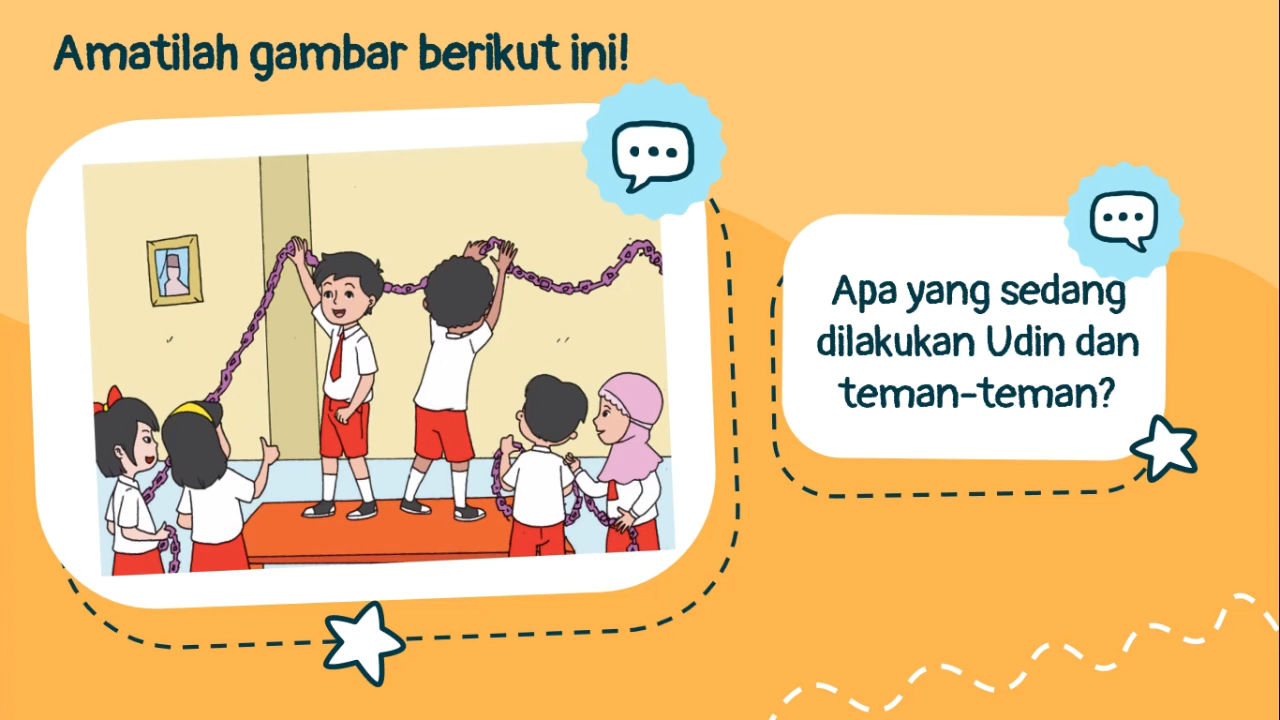 Amatilah gambar berikut ini!
Apa yang sedang
dilakukan Udin dan
teman-teman?